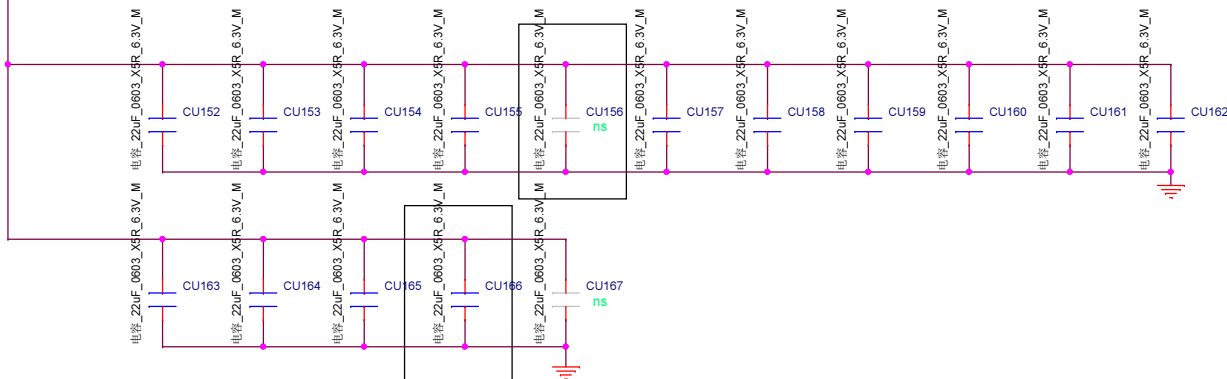 电容_22uF_0603_X5R_6.3V_M
CU152
电容_22uF_0603_X5R_6.3V_M
CU153
电容_22uF_0603_X5R_6.3V_M
CU154
电容_22uF_0603_X5R_6.3V_M
CU155
电容_22uF_0603_X5R_6.3V_M
CU156
ns
电容_22uF_0603_X5R_6.3V_M
CU157
电容_22uF_0603_X5R_6.3V_M
CU158
电容_22uF_0603_X5R_6.3V_M
CU159
电容_22uF_0603_X5R_6.3V_M
CU160
电容_22uF_0603_X5R_6.3V_M
CU161
电容_22uF_0603_X5R_6.3V_M
CU162
电容_22uF_0603_X5R_6.3V_M
CU163
电容_22uF_0603_X5R_6.3V_M
CU164
电容_22uF_0603_X5R_6.3V_M
CU165
电容_22uF_0603_X5R_6.3V_M
CU166
电容_22uF_0603_X5R_6.3V_M
CU167
ns